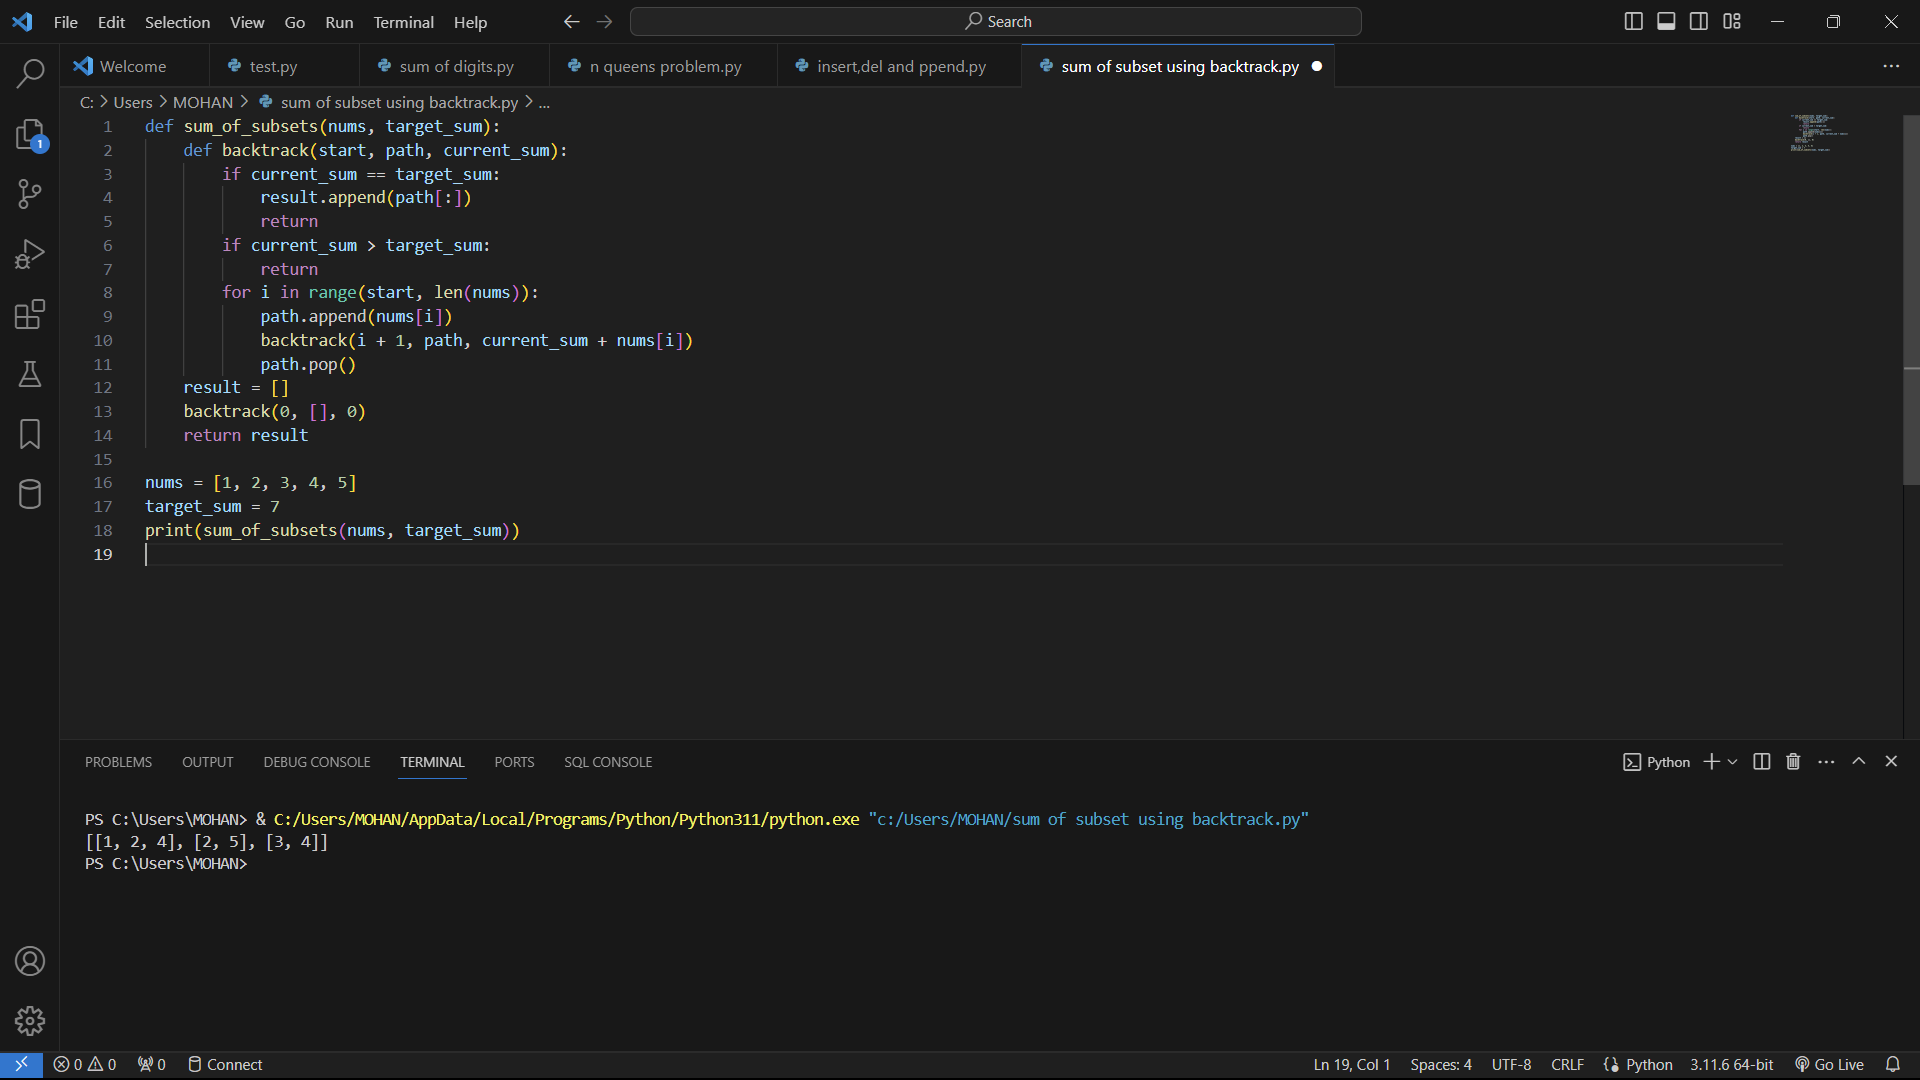 File Edit Selection View Go Run Terminal Help Search
Welcome test.py sum of digits.py n queens problem.py insert,del and ppend.py sum of subset using backtrack.py
C: > Users > MOHAN > sum of subset using backtrack.py > ...
1 def sum_of_subsets(nums, target_sum):
2     def backtrack(start, path, current_sum):
3         if current_sum == target_sum:
4             result.append(path[:])
5             return
6         if current_sum > target_sum:
7             return
8         for i in range(start, len(nums)):
9             path.append(nums[i])
10             backtrack(i + 1, path, current_sum + nums[i])
11             path.pop()
12     result = []
13     backtrack(0, [], 0)
14     return result
15
16 nums = [1, 2, 3, 4, 5]
17 target_sum = 7
18 print(sum_of_subsets(nums, target_sum))
19
1
PROBLEMS OUTPUT DEBUG CONSOLE TERMINAL PORTS SQL CONSOLE Python
PS C:\Users\MOHAN> & C:/Users/MOHAN/AppData/Local/Programs/Python/Python311/python.exe "c:/Users/MOHAN/sum of subset using backtrack.py"
[[1, 2, 4], [2, 5], [3, 4]]
PS C:\Users\MOHAN>
0 0 0 Connect Ln 19, Col 1 Spaces: 4 UTF-8 CRLF Python 3.11.6 64-bit Go Live